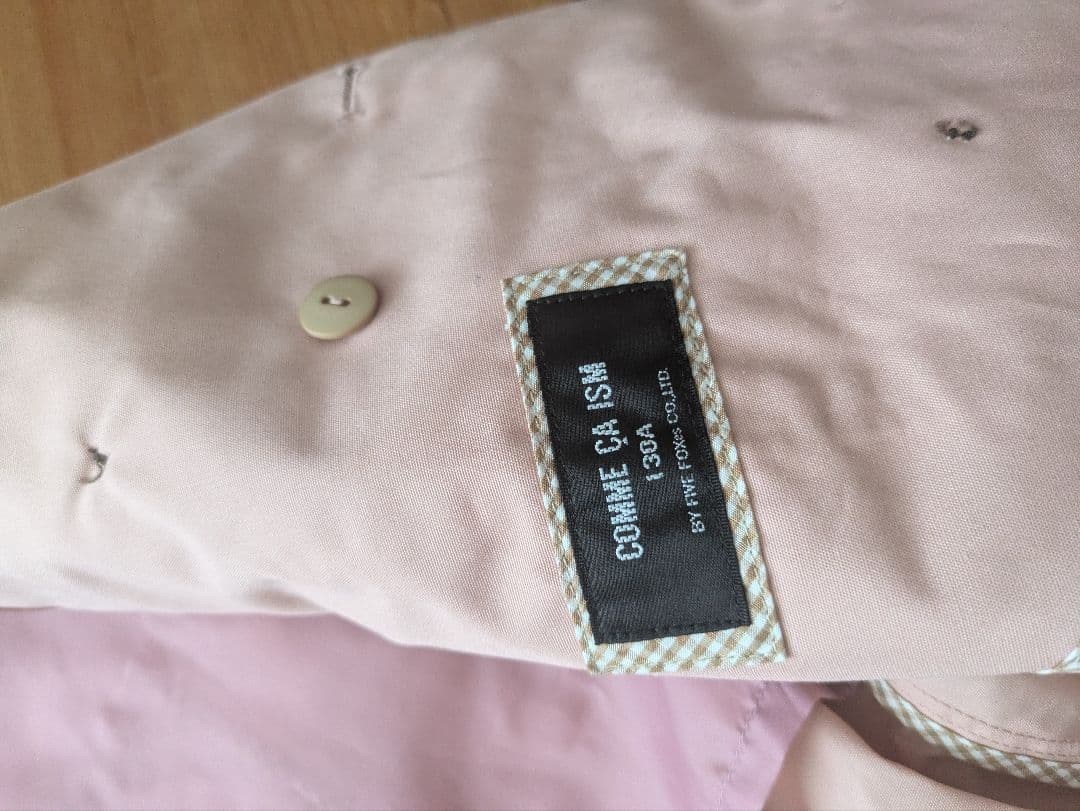 COMME ÇA ISM
130A
BY FIVE FOXes CO.,LTD.